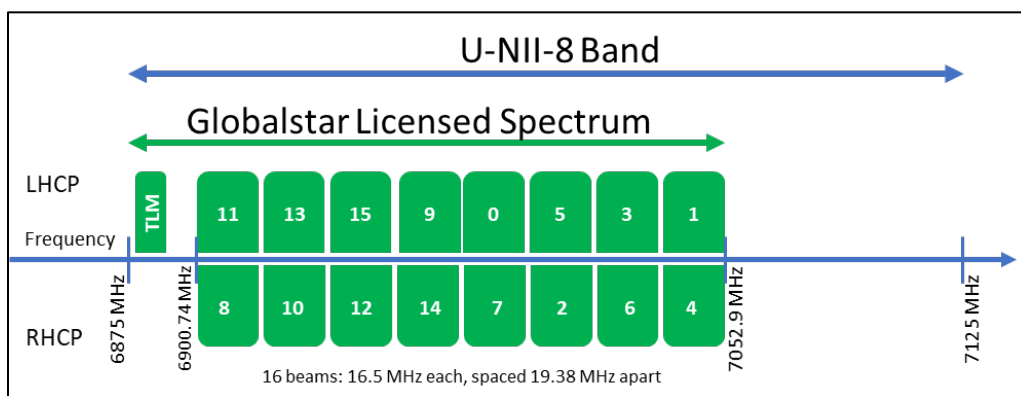 U-NII-8 Band
Globalstar Licensed Spectrum
LHCP
TLM
11 13 15 9 0 5 3 1
Frequency
8 10 12 14 7 2 6 4
RHCP
6875 MHz
6900.74 MHz
7052.9 MHz
7125 MHz
16 beams: 16.5 MHz each, spaced 19.38 MHz apart